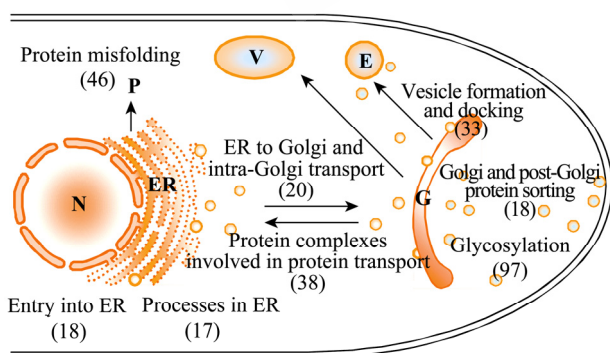 Protein misfolding
(46)
P
V
E
Vesicle formation
and docking
(33)
ER to Golgi and
intra-Golgi transport
(20)
ER
N
G
Golgi and post-Golgi
protein sorting
(18)
Protein complexes
involved in protein transport
(38)
Glycosylation
(97)
Entry into ER
(18)
Processes in ER
(17)